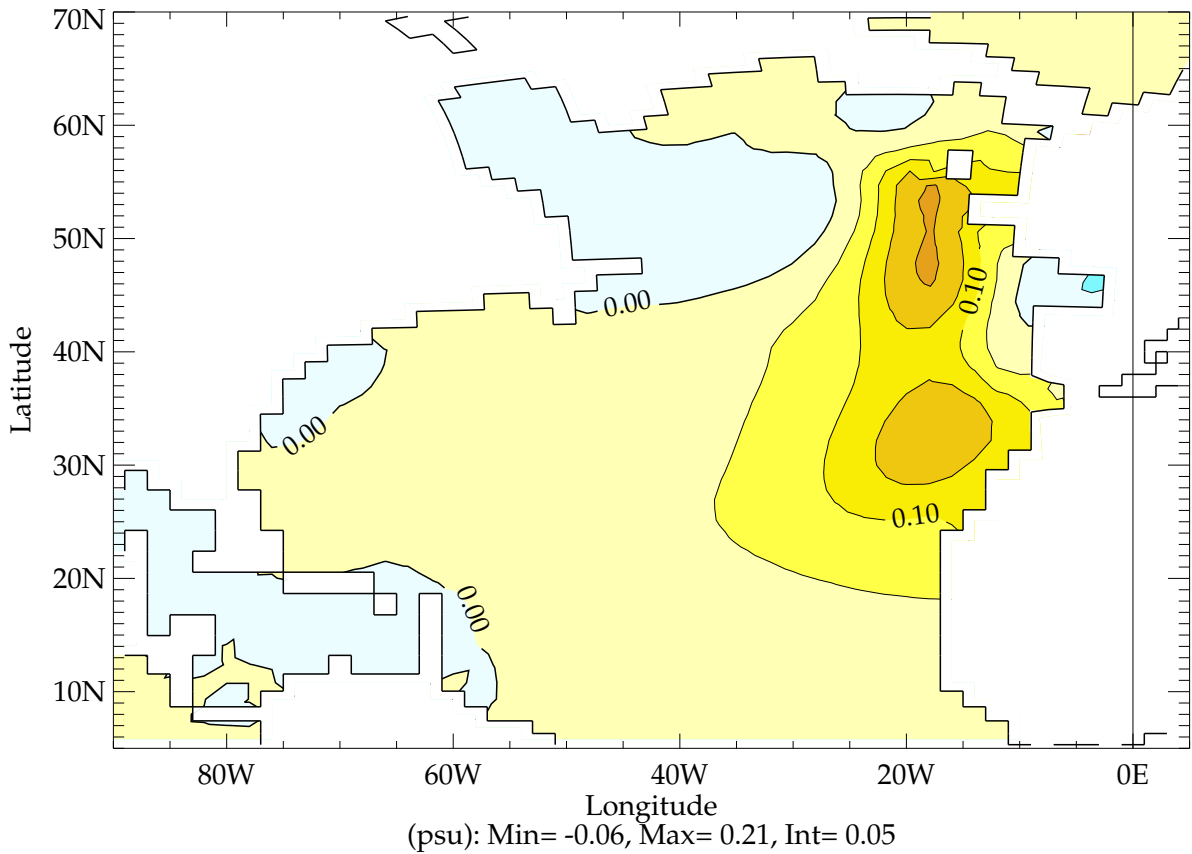 70N
60N
50N
40N
30N
20N
10N
Latitude
0.00
0.10
0.00
0.10
0.00
80W 60W 40W 20W 0E
Longitude
(psu): Min= -0.06, Max= 0.21, Int= 0.05